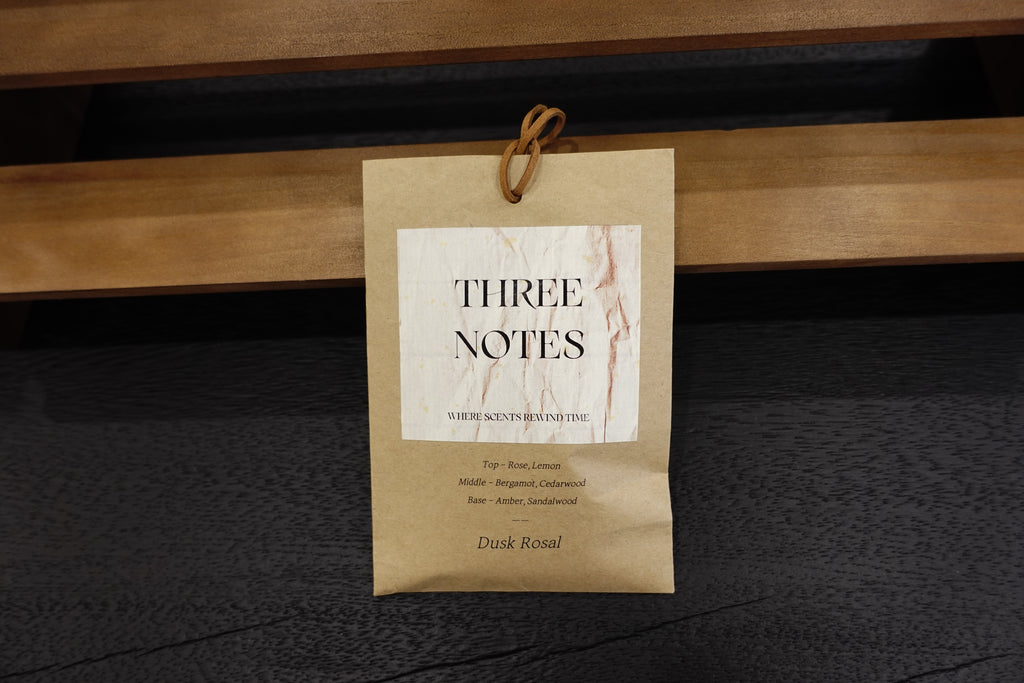 THREE
NOTES
WHERE SCENTS REWIND TIME
Top - Rose, Lemon
Middle - Bergamot, Cedarwood
Base - Amber, Sandalwood
— —
Dusk Rosal